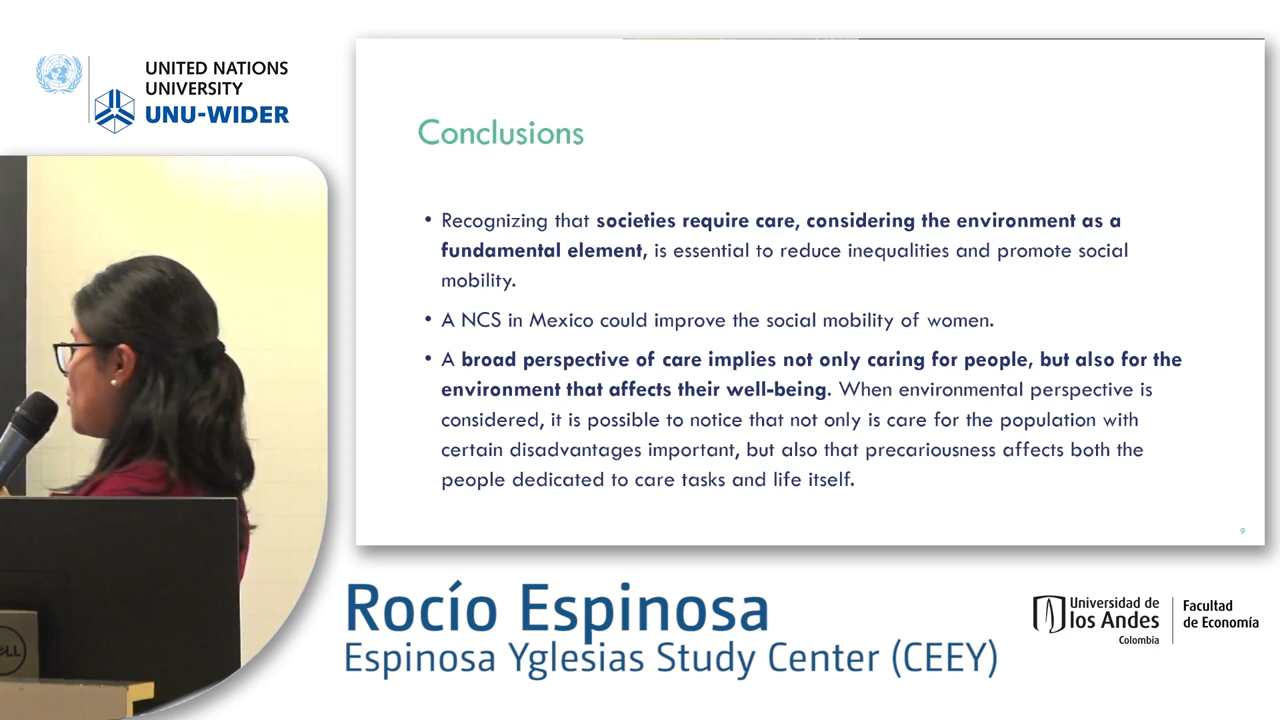 UNITED NATIONS
UNIVERSITY
UNU-WIDER
Conclusions
• Recognizing that societies require care, considering the environment as a
fundamental element, is essential to reduce inequalities and promote social
mobility.
• A NCS in Mexico could improve the social mobility of women.
• A broad perspective of care implies not only caring for people, but also for the
environment that affects their well-being. When environmental perspective is
considered, it is possible to notice that not only is care for the population with
certain disadvantages important, but also that precariousness affects both the
people dedicated to care tasks and life itself.
9
Rocío Espinosa
Espinosa Yglesias Study Center (CEEY)
Universidad de
los Andes
Colombia
Facultad
de Economía